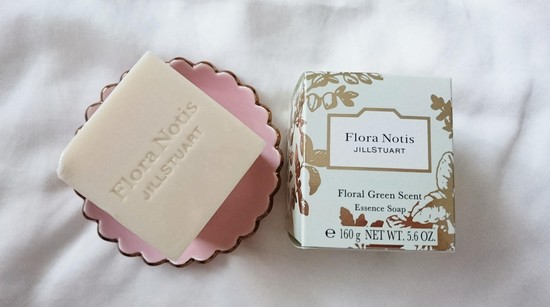 Flora Notis
JILLSTUART
Flora Notis
JILLSTUART
Floral Green Scent
Essence Soap
℮ 160 g NET WT. 5.6 OZ.